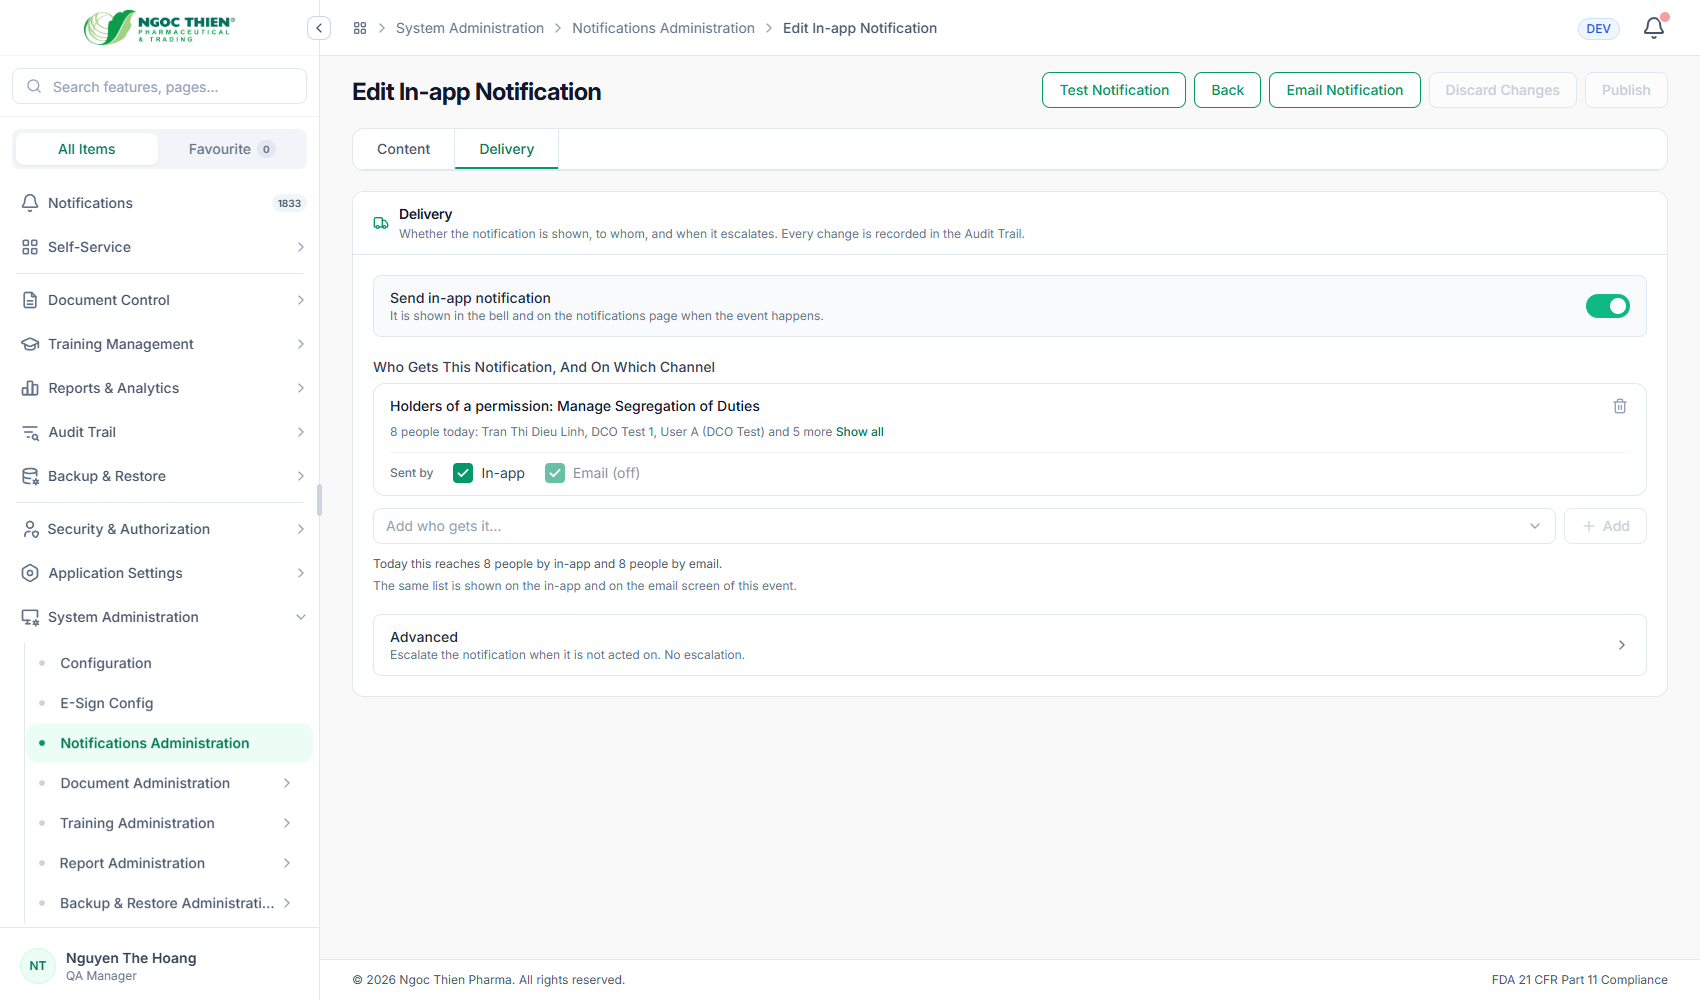 NGOC THIEN®
PHARMACEUTICAL
& TRADING
Search features, pages...
All Items
Favourite 0
Notifications 1833
Self-Service
Document Control
Training Management
Reports & Analytics
Audit Trail
Backup & Restore
Security & Authorization
Application Settings
System Administration
Configuration
E-Sign Config
Notifications Administration
Document Administration
Training Administration
Report Administration
Backup & Restore Administrati...
NT
Nguyen The Hoang
QA Manager
System Administration > Notifications Administration > Edit In-app Notification
DEV
Edit In-app Notification
Test Notification
Back
Email Notification
Discard Changes
Publish
Content
Delivery
Delivery
Whether the notification is shown, to whom, and when it escalates. Every change is recorded in the Audit Trail.
Send in-app notification
It is shown in the bell and on the notifications page when the event happens.
Who Gets This Notification, And On Which Channel
Holders of a permission: Manage Segregation of Duties
8 people today: Tran Thi Dieu Linh, DCO Test 1, User A (DCO Test) and 5 more Show all
Sent by In-app Email (off)
Add who gets it...
+ Add
Today this reaches 8 people by in-app and 8 people by email.
The same list is shown on the in-app and on the email screen of this event.
Advanced
Escalate the notification when it is not acted on. No escalation.
© 2026 Ngoc Thien Pharma. All rights reserved.
FDA 21 CFR Part 11 Compliance